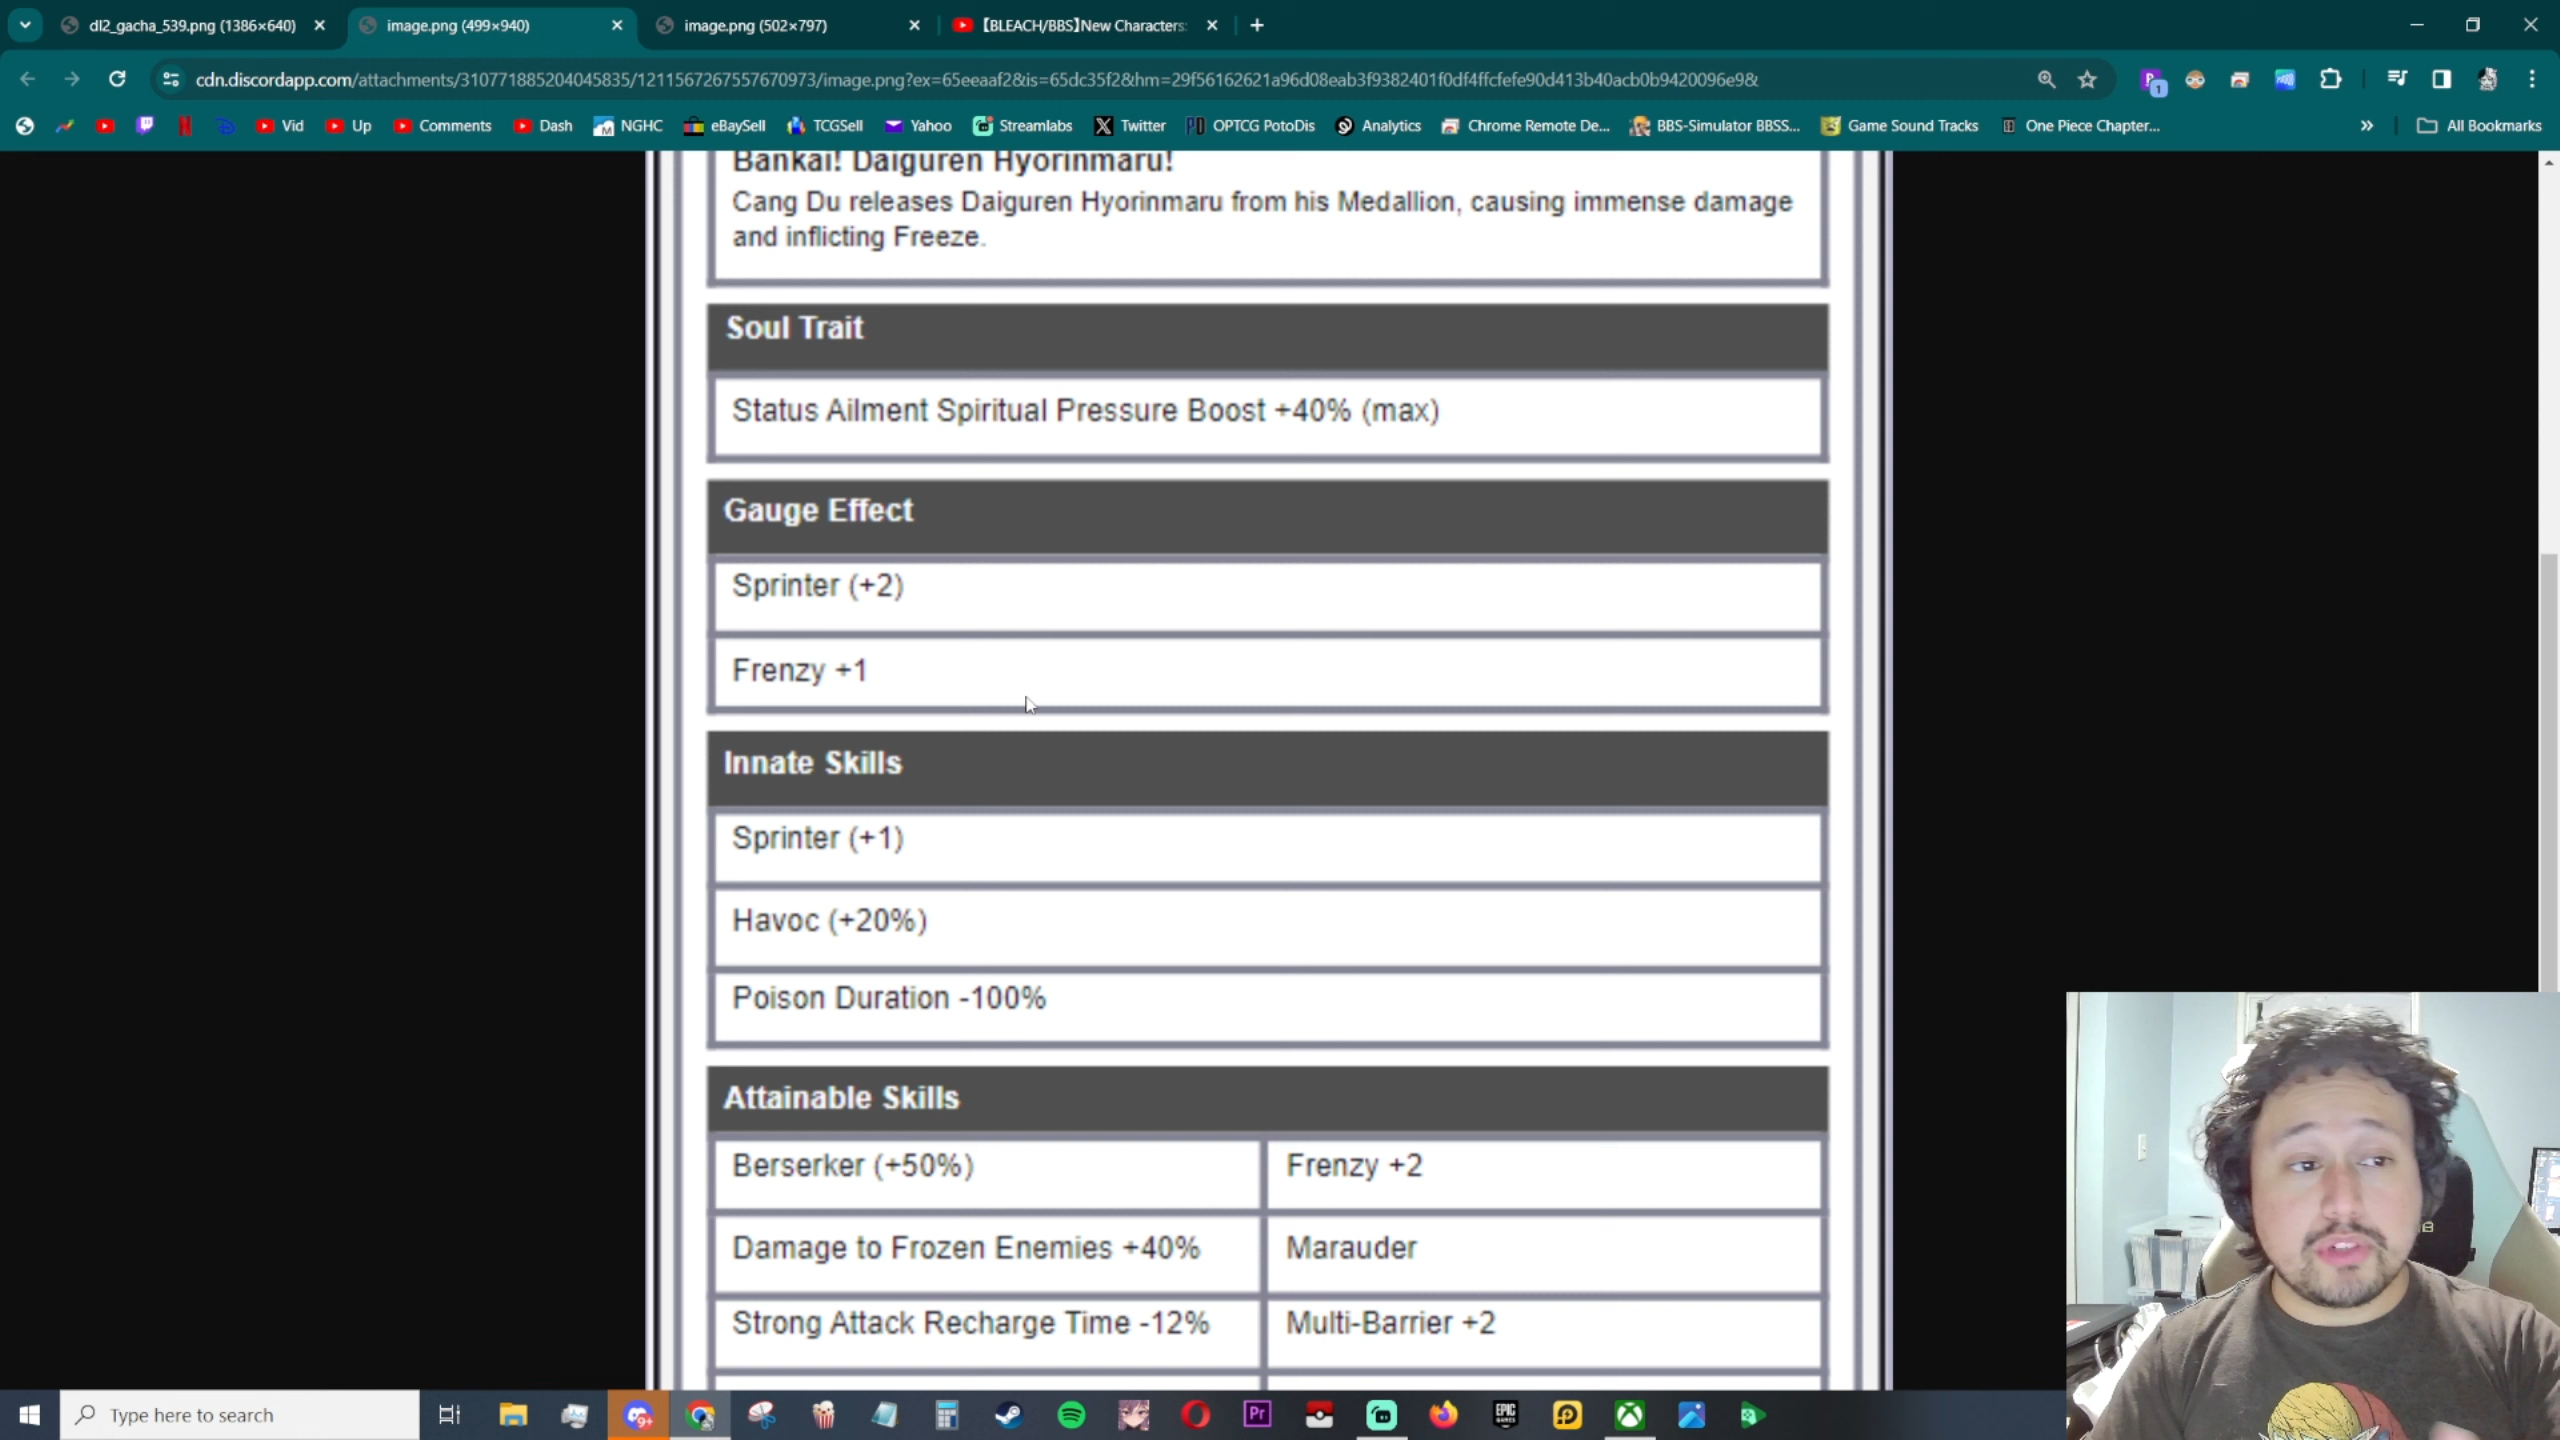 dl2_gacha_539.png (1386×640)
image.png (499×940)
image.png (502×797)
【BLEACH/BBS】New Characters:
cdn.discordapp.com/attachments/310771885204045835/1211567267557670973/image.png?ex=65eeaaf2&is=65dc35f2&hm=29f56162621a96d08eab3f9382401f0df4ffcfefe90d413b40acb0b9420096e9&
1
Vid
Up
Comments
Dash
NGHC
eBaySell
TCGSell
Yahoo
Streamlabs
Twitter
OPTCG PotoDis
Analytics
Chrome Remote De...
BBS-Simulator BBSS...
Game Sound Tracks
One Piece Chapter...
All Bookmarks
Bankai! Daiguren Hyorinmaru!
Cang Du releases Daiguren Hyorinmaru from his Medallion, causing immense damage
and inflicting Freeze.
Soul Trait
Status Ailment Spiritual Pressure Boost +40% (max)
Gauge Effect
Sprinter (+2)
Frenzy +1
Innate Skills
Sprinter (+1)
Havoc (+20%)
Poison Duration -100%
Attainable Skills
Berserker (+50%)
Frenzy +2
Damage to Frozen Enemies +40%
Marauder
Strong Attack Recharge Time -12%
Multi-Barrier +2
Type here to search
9+
Pr
EPIC GAMES